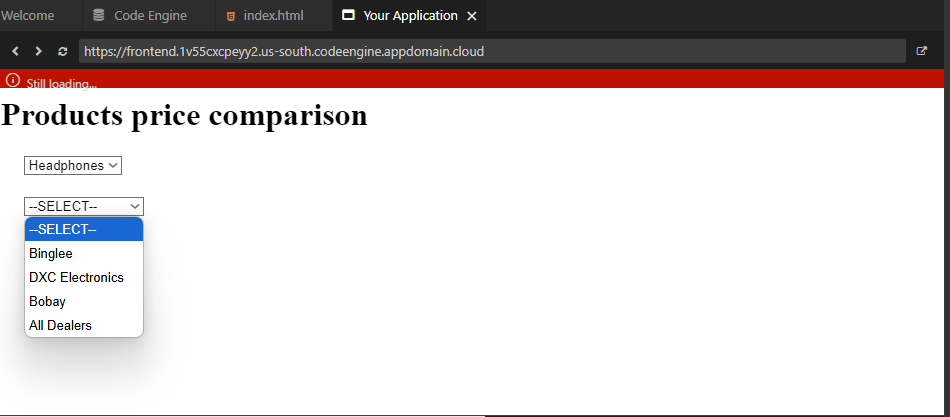 Welcome Code Engine index.html Your Application
https://frontend.1v55cxcpeyy2.us-south.codeengine.appdomain.cloud
Still loading...
Products price comparison
Headphones
--SELECT--
--SELECT--
Binglee
DXC Electronics
Bobay
All Dealers